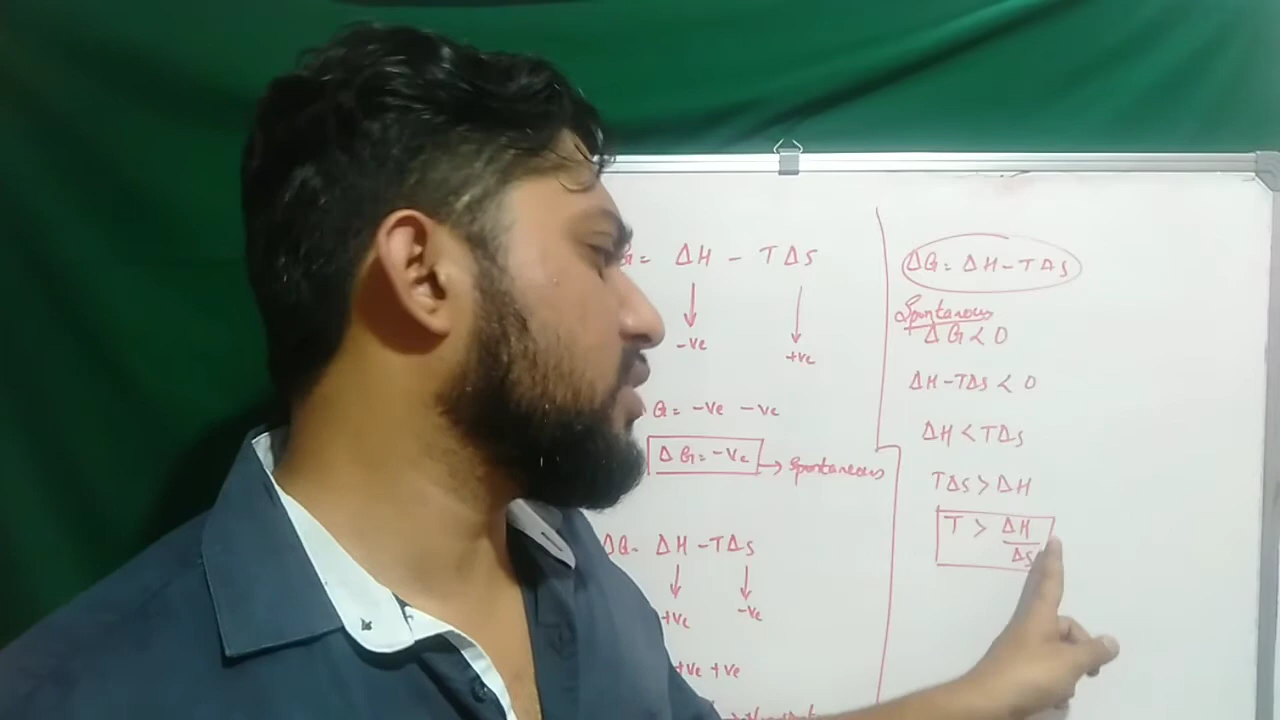 G = ΔH - TΔS
-ve +ve
G = -ve -ve
ΔG = -ve → Spontaneous
ΔG = ΔH - TΔS
+ve -ve
+ve +ve
ΔG = ΔH - TΔS
Spontaneous
ΔG < 0
ΔH - TΔS < 0
ΔH < TΔS
TΔS > ΔH
T > ΔH
ΔS